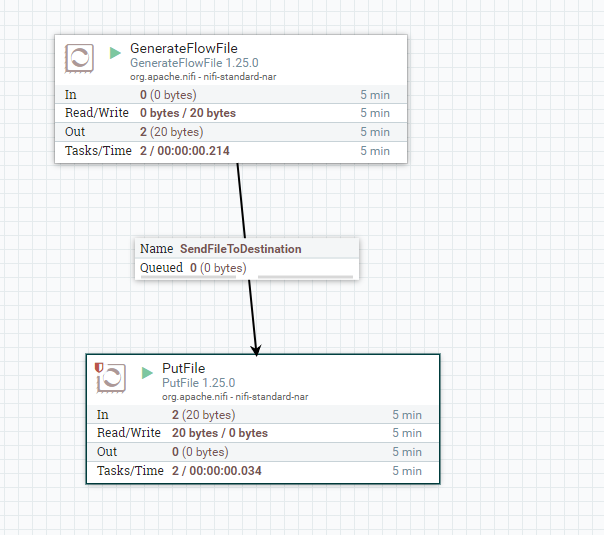 GenerateFlowFile
GenerateFlowFile 1.25.0
org.apache.nifi - nifi-standard-nar
In 0 (0 bytes) 5 min
Read/Write 0 bytes / 20 bytes 5 min
Out 2 (20 bytes) 5 min
Tasks/Time 2 / 00:00:00.214 5 min
Name SendFileToDestination
Queued 0 (0 bytes)
PutFile
PutFile 1.25.0
org.apache.nifi - nifi-standard-nar
In 2 (20 bytes) 5 min
Read/Write 20 bytes / 0 bytes 5 min
Out 0 (0 bytes) 5 min
Tasks/Time 2 / 00:00:00.034 5 min